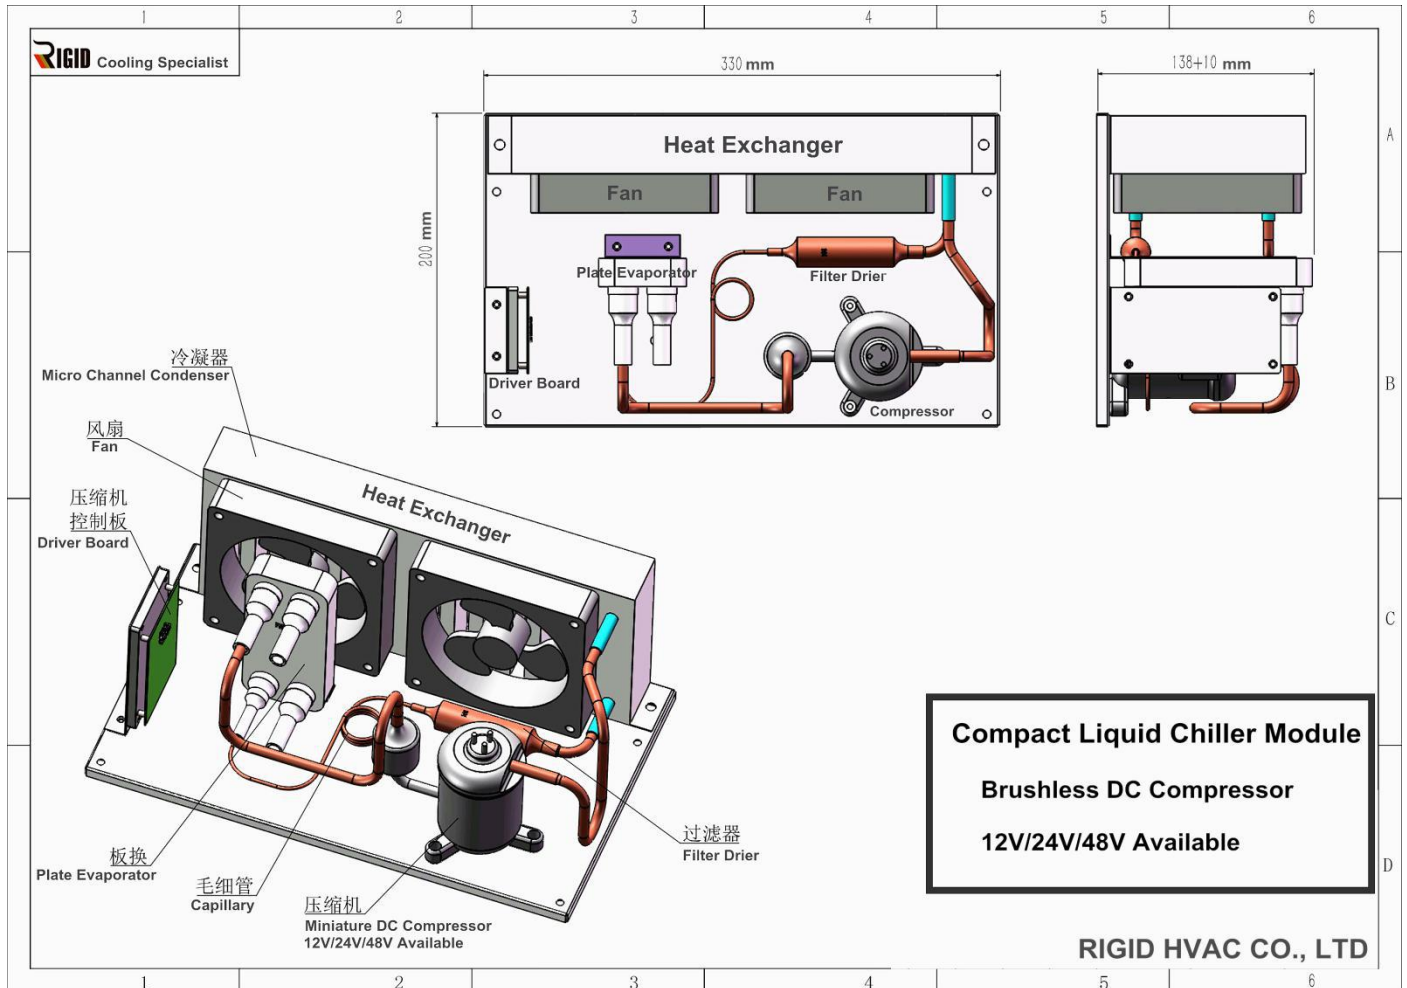 1 2 3 4 5 6
RIGID Cooling Specialist
330 mm
138+10 mm
A
Heat Exchanger
Fan Fan
200 mm
Plate Evaporator
Filter Drier
Driver Board
Compressor
B
冷凝器
Micro Channel Condenser
风扇
Fan
压缩机
控制板
Driver Board
Heat Exchanger
C
Compact Liquid Chiller Module
Brushless DC Compressor
12V/24V/48V Available
过滤器
Filter Drier
板换
Plate Evaporator
毛细管
Capillary
压缩机
Miniature DC Compressor
12V/24V/48V Available
D
RIGID HVAC CO., LTD
1 2 3 4 5 6